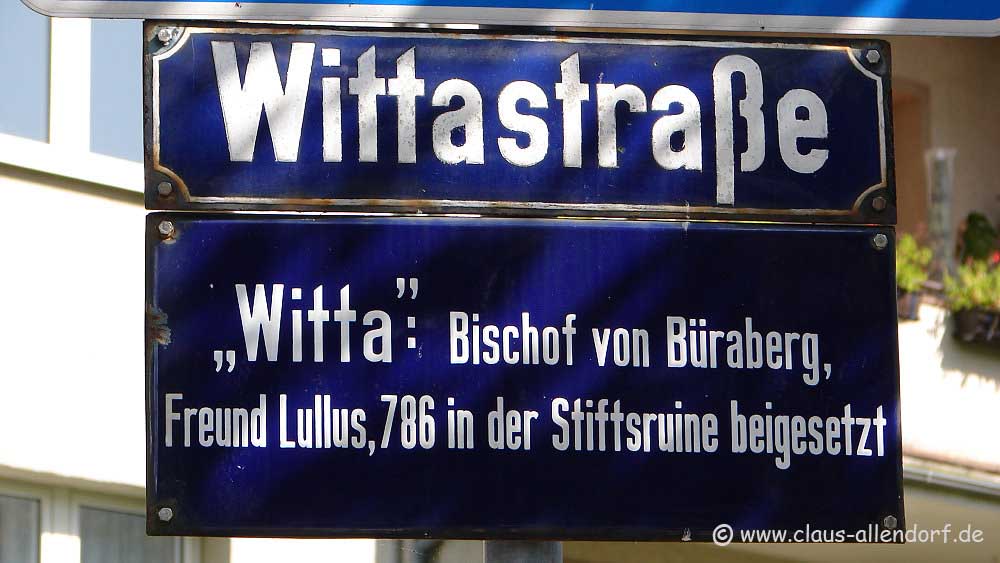 Wittastraße
„Witta”: Bischof von Büraberg,
Freund Lullus,786 in der Stiftsruine beigesetzt
© www.claus-allendorf.de